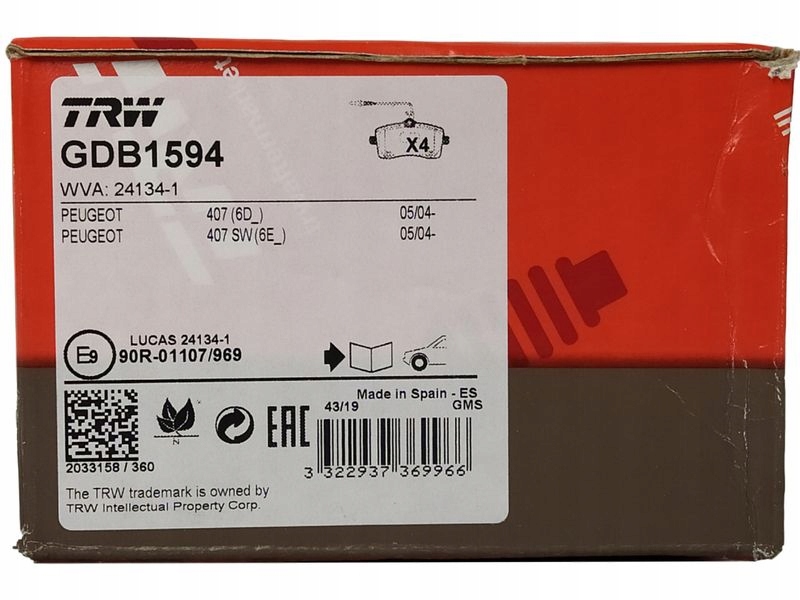 TRW
GDB1594
X4
WVA: 24134-1
PEUGEOT 407 (6D_) 05/04-
PEUGEOT 407 SW (6E_) 05/04-
LUCAS 24134-1
E9 90R-01107/969
Made in Spain - ES
43/19 GMS
N
EAC
2033158 / 360
3 322937 369966
The TRW trademark is owned by
TRW Intellectual Property Corp.